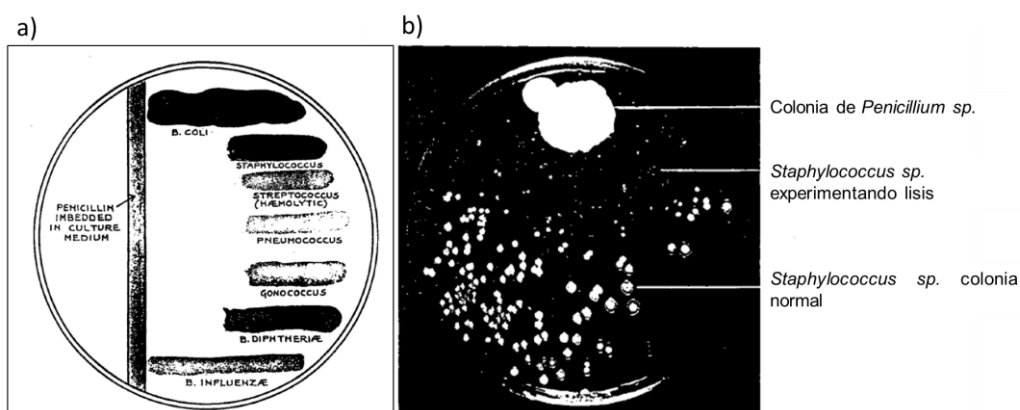 a)
B. COLI
STAPHYLOCOCCUS
STREPTOCOCCUS
(HÆMOLYTIC)
PENICILLIN
IMBEDDED
IN CULTURE
MEDIUM
PNEUMOCOCCUS
GONOCOCCUS
B. DIPHTHERIÆ
B. INFLUENZÆ
b)
Colonia de Penicillium sp.
Staphylococcus sp.
experimentando lisis
Staphylococcus sp. colonia
normal